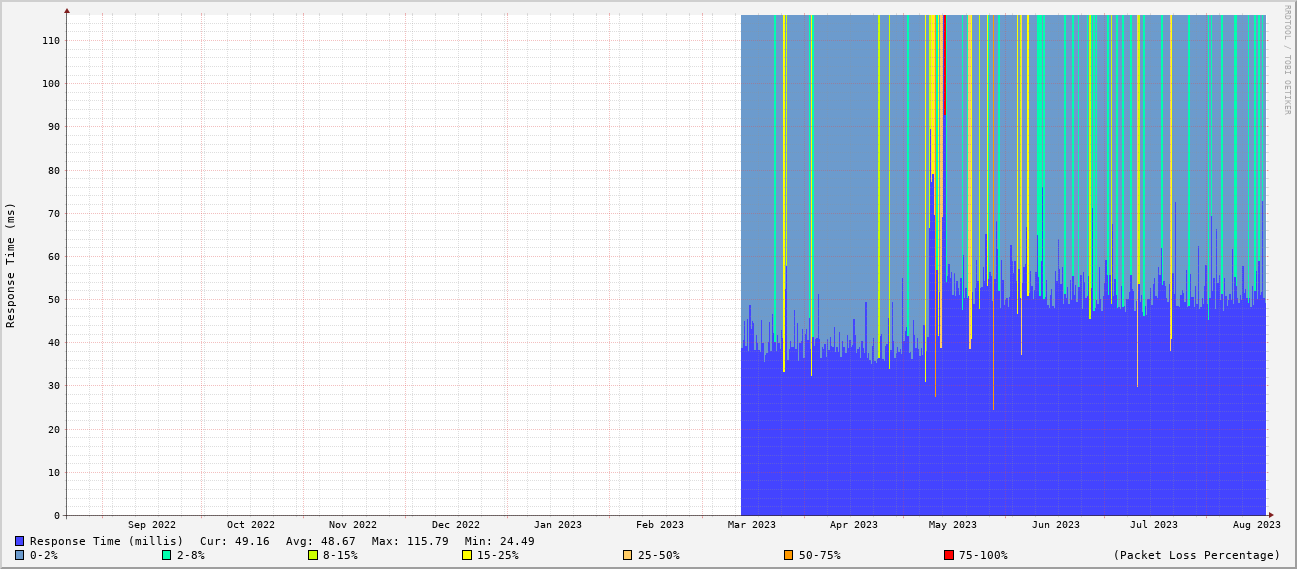 RRDTOOL / TOBI OETIKER
Response Time (ms)
110
100
90
80
70
60
50
40
30
20
10
0
Sep 2022 Oct 2022 Nov 2022 Dec 2022 Jan 2023 Feb 2023 Mar 2023 Apr 2023 May 2023 Jun 2023 Jul 2023 Aug 2023
Response Time (millis) Cur: 49.16 Avg: 48.67 Max: 115.79 Min: 24.49
0-2% 2-8% 8-15% 15-25% 25-50% 50-75% 75-100% (Packet Loss Percentage)